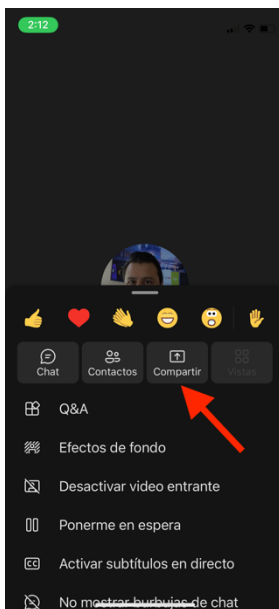 2:12
Chat
Contactos
Compartir
Vistas
Q&A
Efectos de fondo
Desactivar video entrante
Ponerme en espera
CC Activar subtítulos en directo
No mostrar burbujas de chat